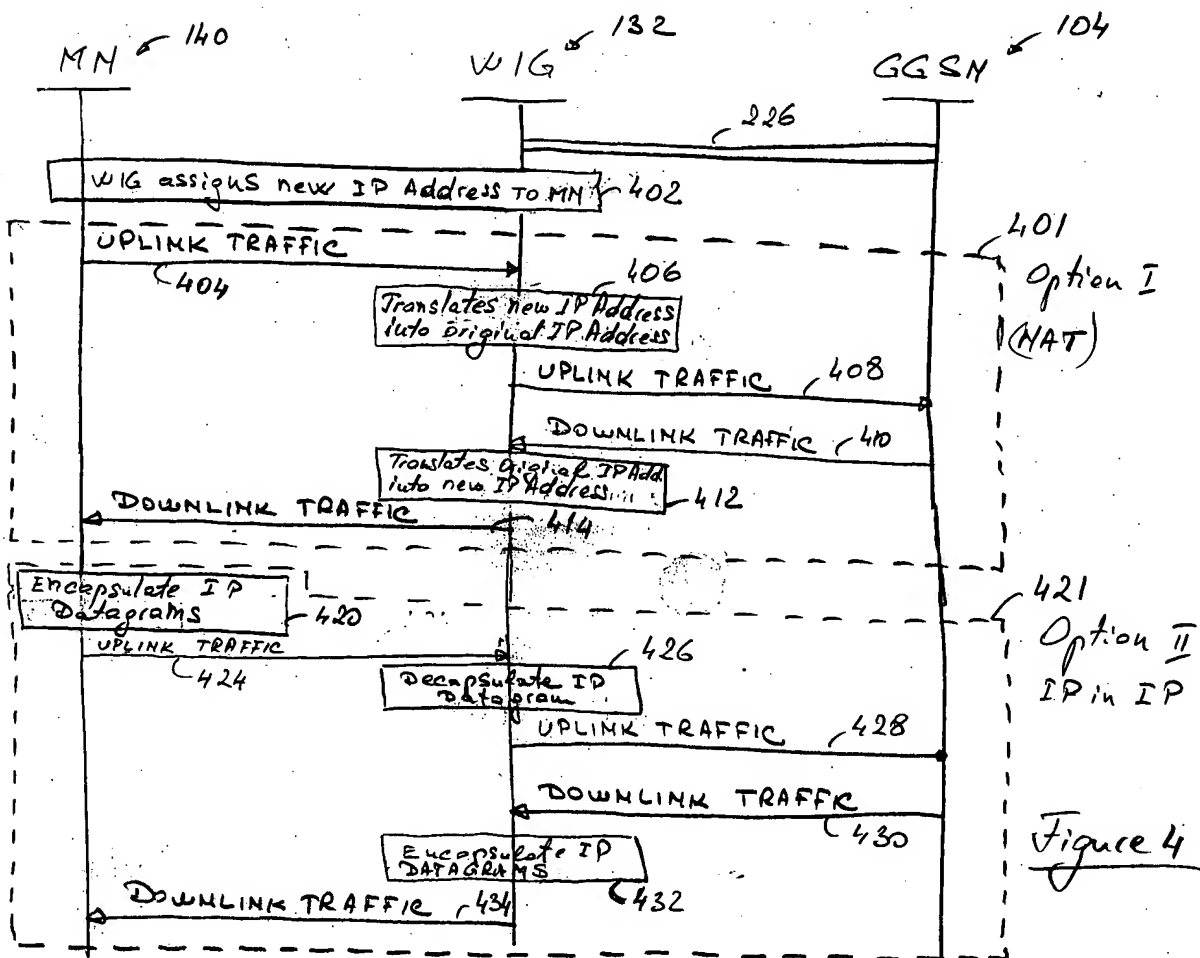 MN 140
WIG 132
GGSN 104
226
WIG assigns new IP Address TO MN 402
401
UPLINK TRAFFIC
404
Option I
(NAT)
406
Translates new IP Address
into original IP Address
UPLINK TRAFFIC 408
DOWNLINK TRAFFIC 410
Translates Original IP Add.
into new IP Address....
412
DOWNLINK TRAFFIC
414
Encapsulate IP
Datagrams
420
421
Option II
IP in IP
UPLINK TRAFFIC
424
426
Decapsulate IP
Datagram
UPLINK TRAFFIC 428
DOWNLINK TRAFFIC
430
Encapsulate IP
DATAGRAMS
432
DOWNLINK TRAFFIC 434
Figure 4